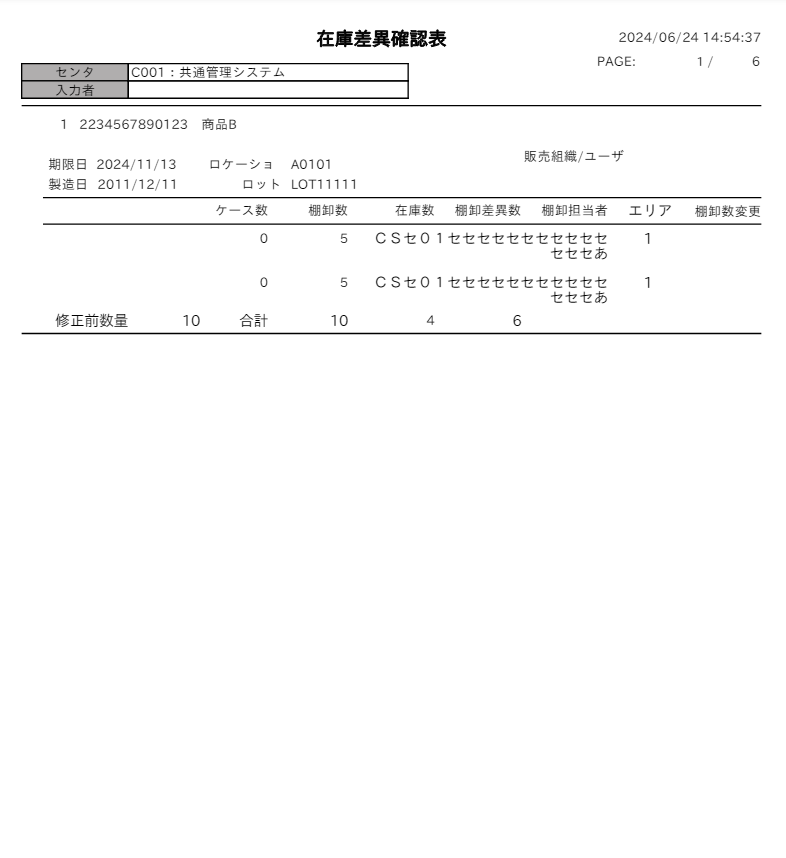 在庫差異確認表
2024/06/24 14:54:37
PAGE: 1 / 6
センタ C001：共通管理システム
入力者
1 2234567890123 商品B
販売組織/ユーザ
期限日 2024/11/13 ロケーショ A0101
製造日 2011/12/11 ロット LOT11111
ケース数 棚卸数 在庫数 棚卸差異数 棚卸担当者 エリア 棚卸数変更
0 5 ＣＳセ０１セセセセセセセセセセセ 1
セセセあ
0 5 ＣＳセ０１セセセセセセセセセセセ 1
セセセあ
修正前数量 10 合計 10 4 6